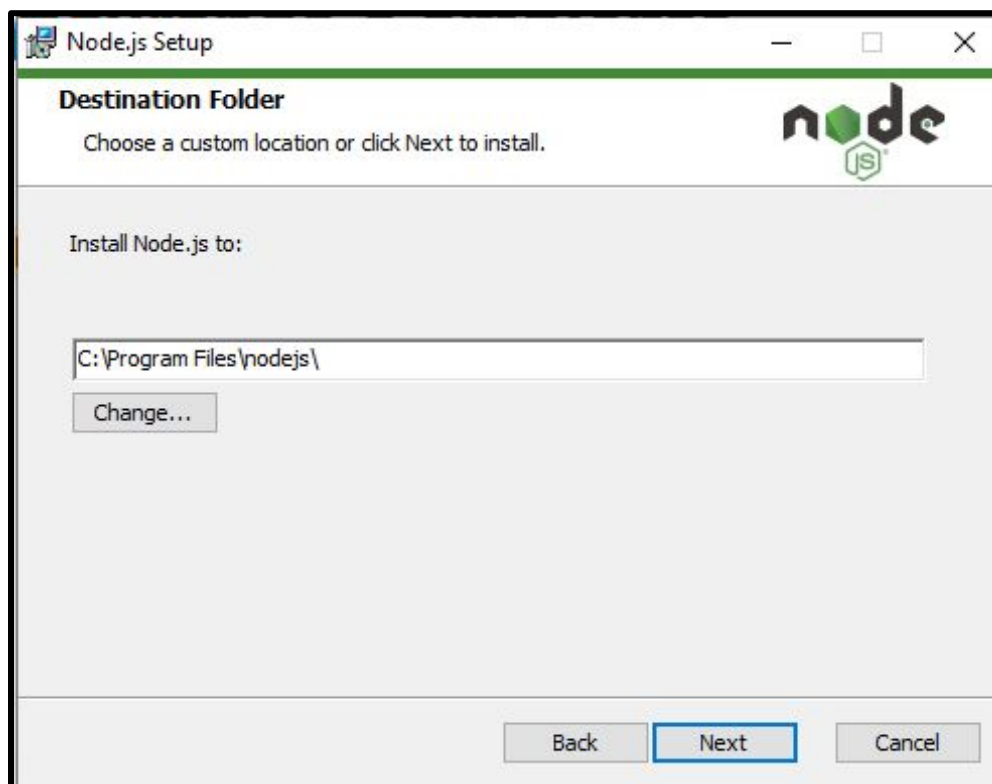 Node.js Setup
Destination Folder
Choose a custom location or click Next to install.
node
JS
Install Node.js to:
C:\Program Files\nodejs\
Change...
Back
Next
Cancel